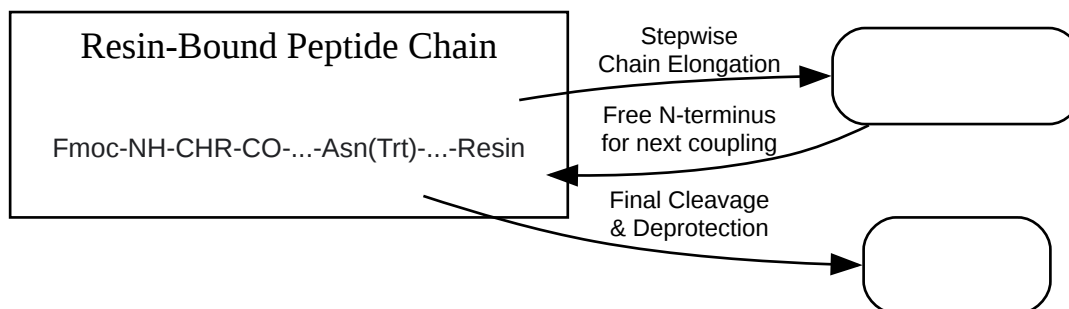 Resin-Bound Peptide Chain
Fmoc-NH-CHR-CO-...-Asn(Trt)-...-Resin
Stepwise
Chain Elongation
Free N-terminus
for next coupling
Final Cleavage
& Deprotection